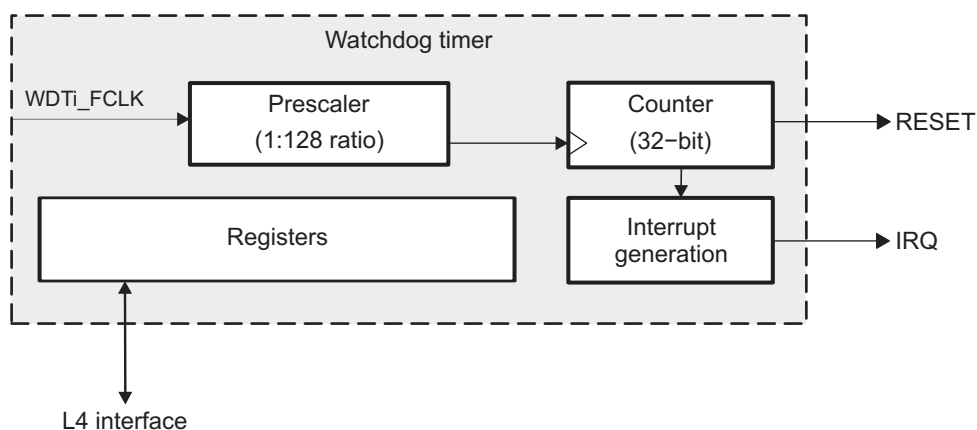 Watchdog timer
WDTi_FCLK
Prescaler
(1:128 ratio)
Counter
(32−bit)
RESET
Registers
Interrupt
generation
IRQ
L4 interface